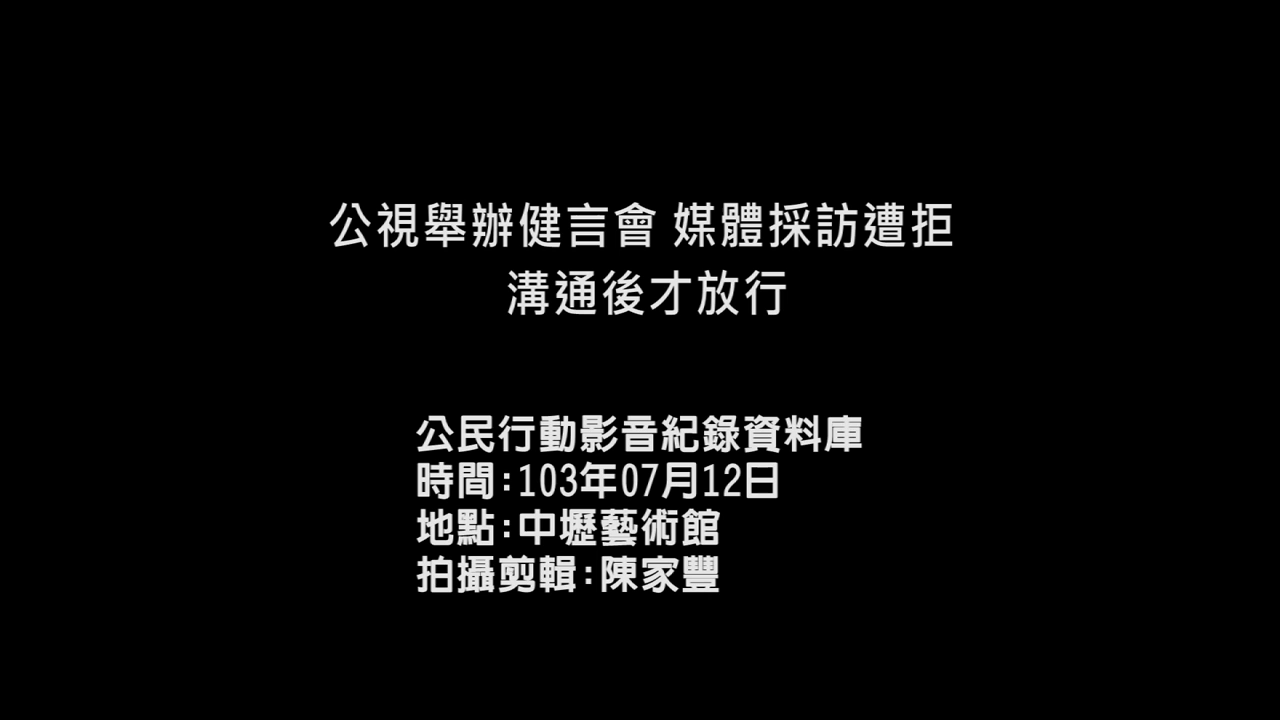 公視舉辦健言會 媒體採訪遭拒
溝通後才放行
公民行動影音紀錄資料庫
時間:103年07月12日
地點:中壢藝術館
拍攝剪輯:陳家豐